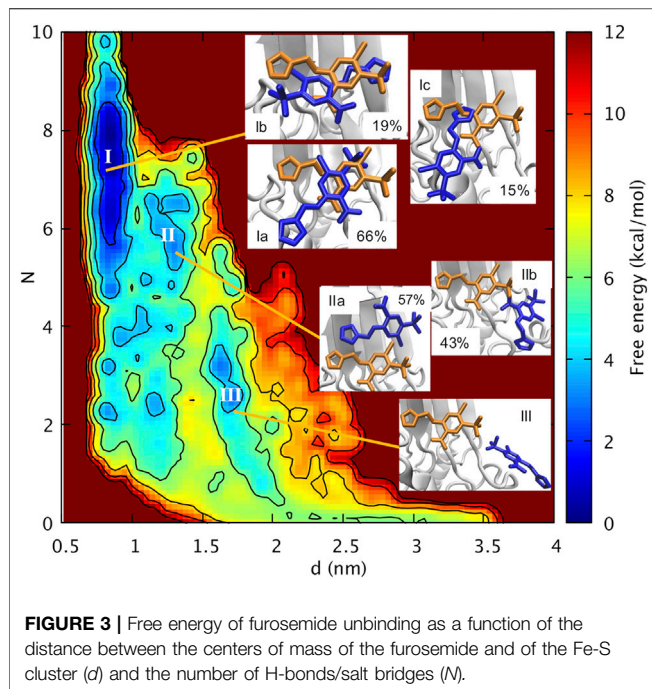 10
8
6
4
2
0
N
0.5 1 1.5 2 2.5 3 3.5 4
d (nm)
I
II
III
Ib
19%
Ic
15%
Ia
66%
IIa
57%
IIb
43%
III
12
10
8
6
4
2
0
Free energy (kcal/mol)
FIGURE 3 | Free energy of furosemide unbinding as a function of the
distance between the centers of mass of the furosemide and of the Fe-S
cluster (d) and the number of H-bonds/salt bridges (N).